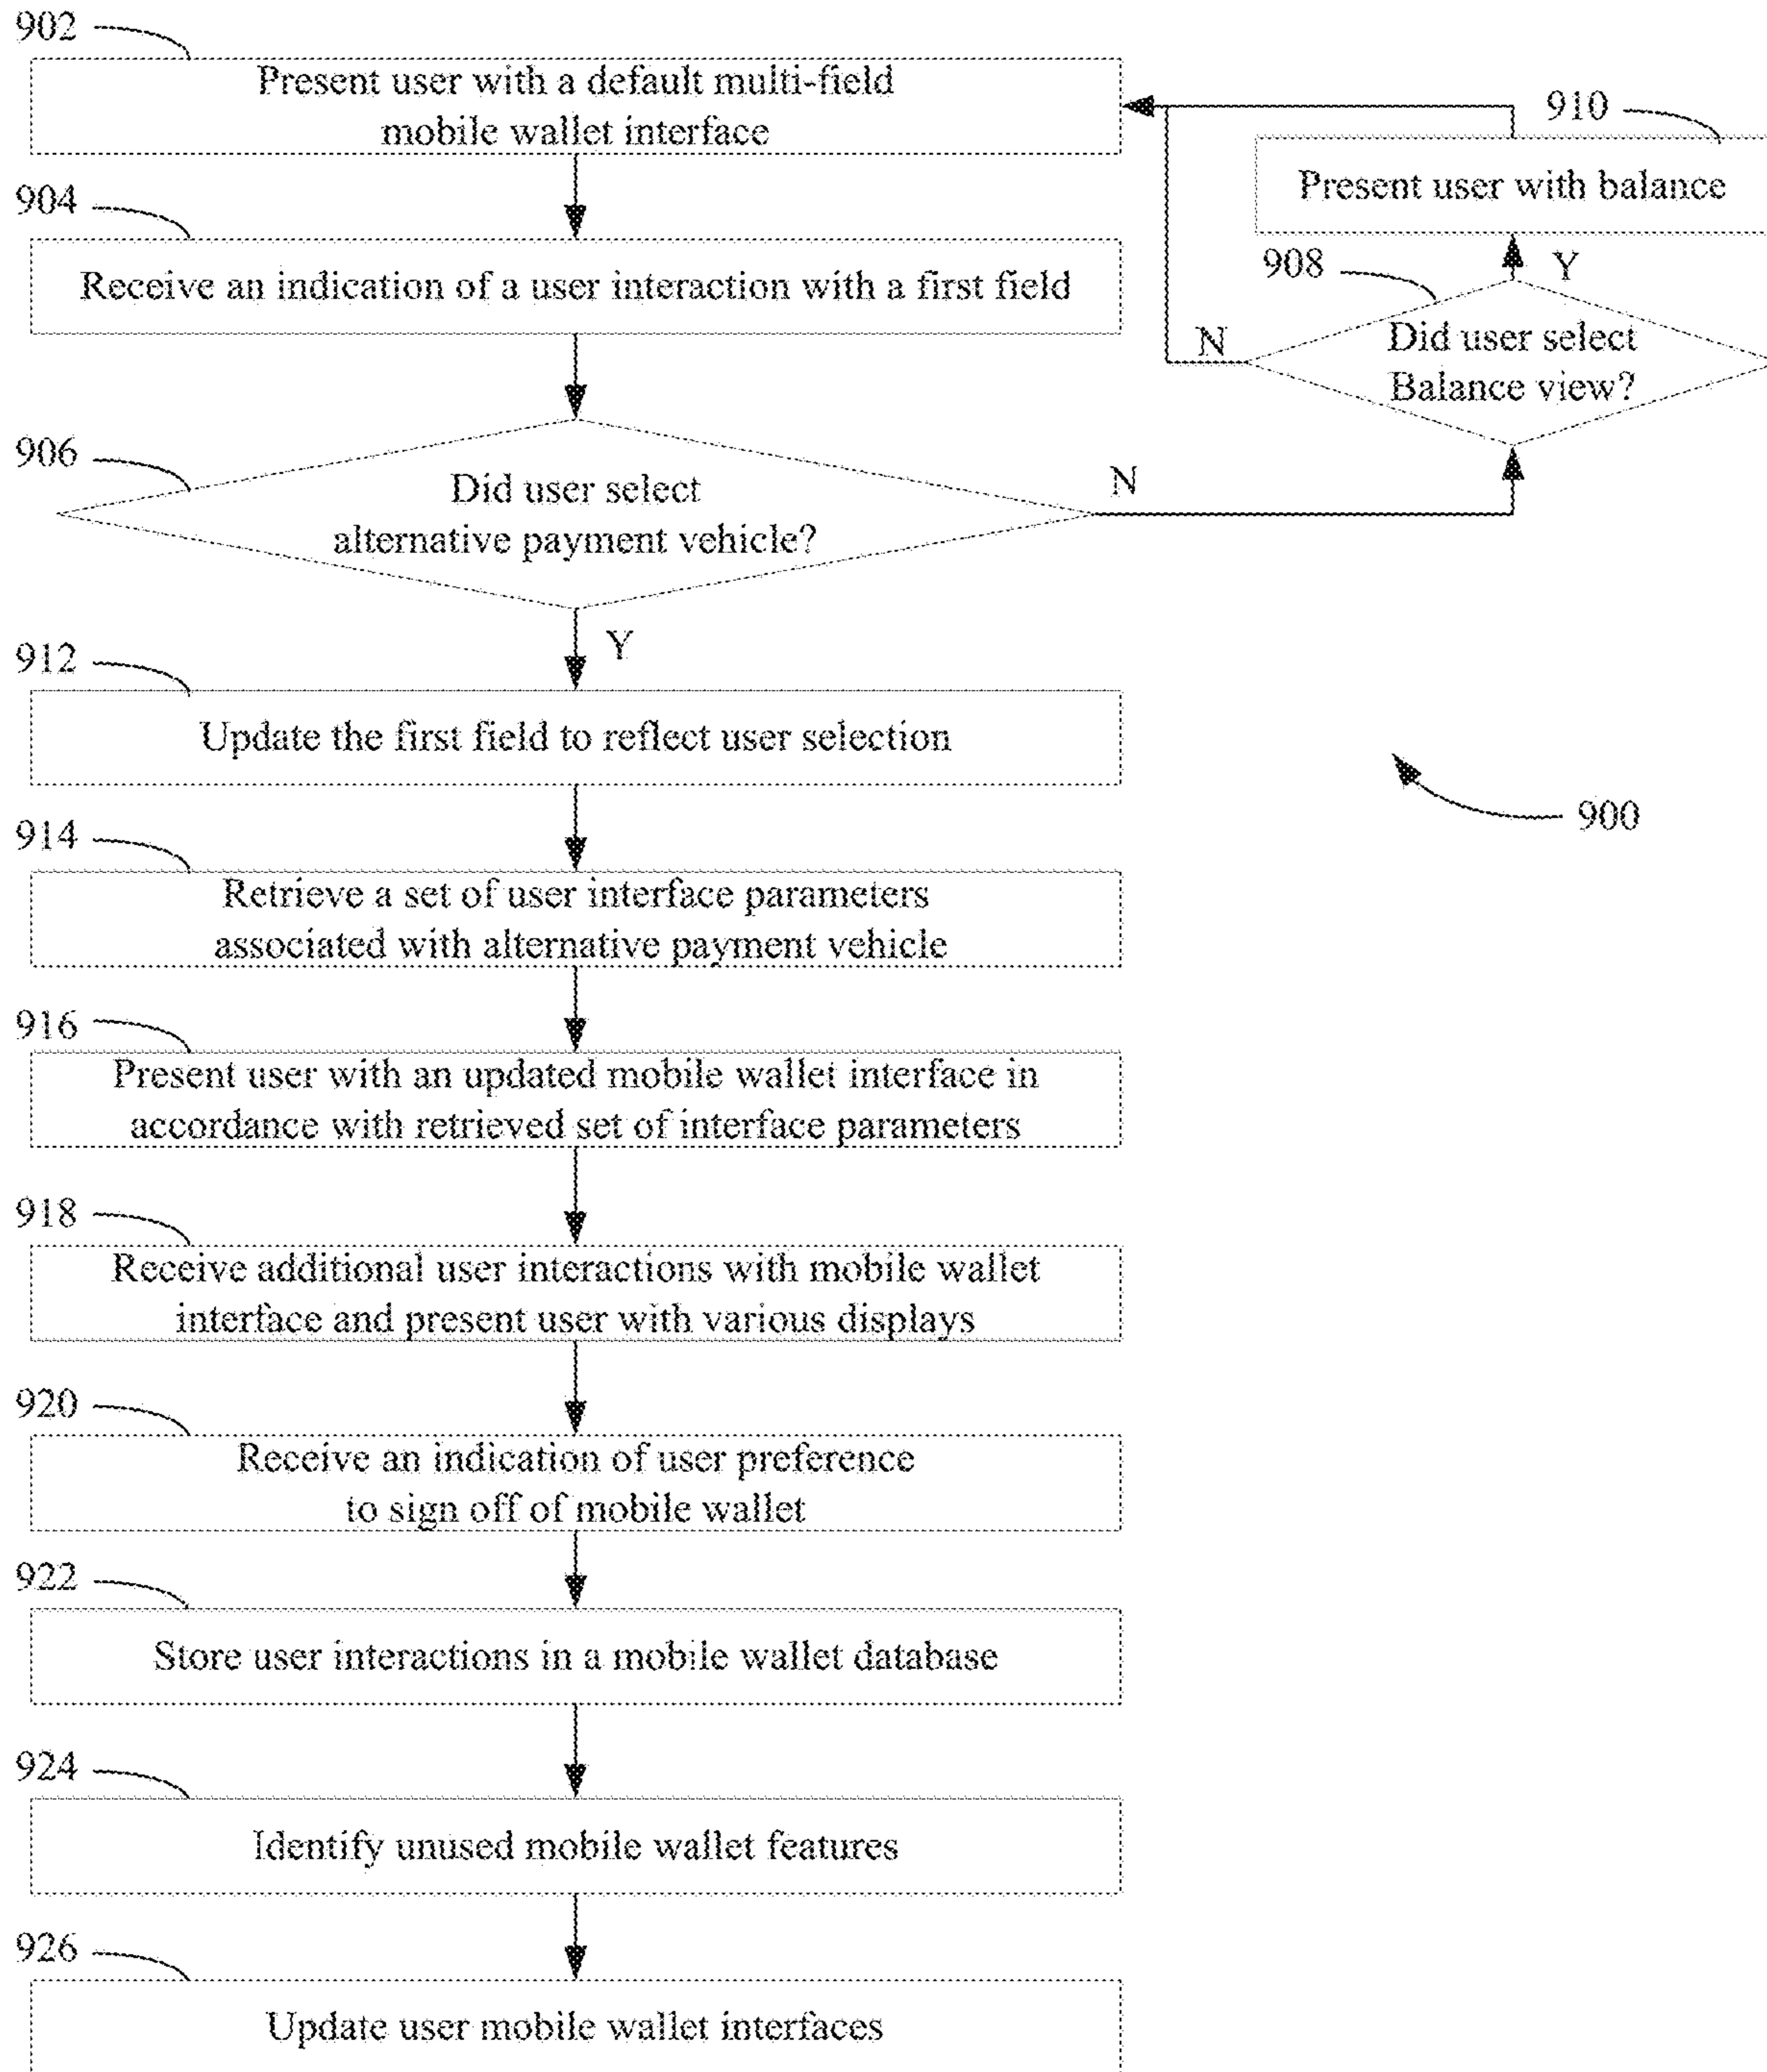 902
Present user with a default multi-field
mobile wallet interface
910
Present user with balance
904
Receive an indication of a user interaction with a first field
908
Y
N
Did user select
Balance view?
906
Did user select
alternative payment vehicle?
N
Y
912
Update the first field to reflect user selection
900
914
Retrieve a set of user interface parameters
associated with alternative payment vehicle
916
Present user with an updated mobile wallet interface in
accordance with retrieved set of interface parameters
918
Receive additional user interactions with mobile wallet
interface and present user with various displays
920
Receive an indication of user preference
to sign off of mobile wallet
922
Store user interactions in a mobile wallet database
924
Identify unused mobile wallet features
926
Update user mobile wallet interfaces